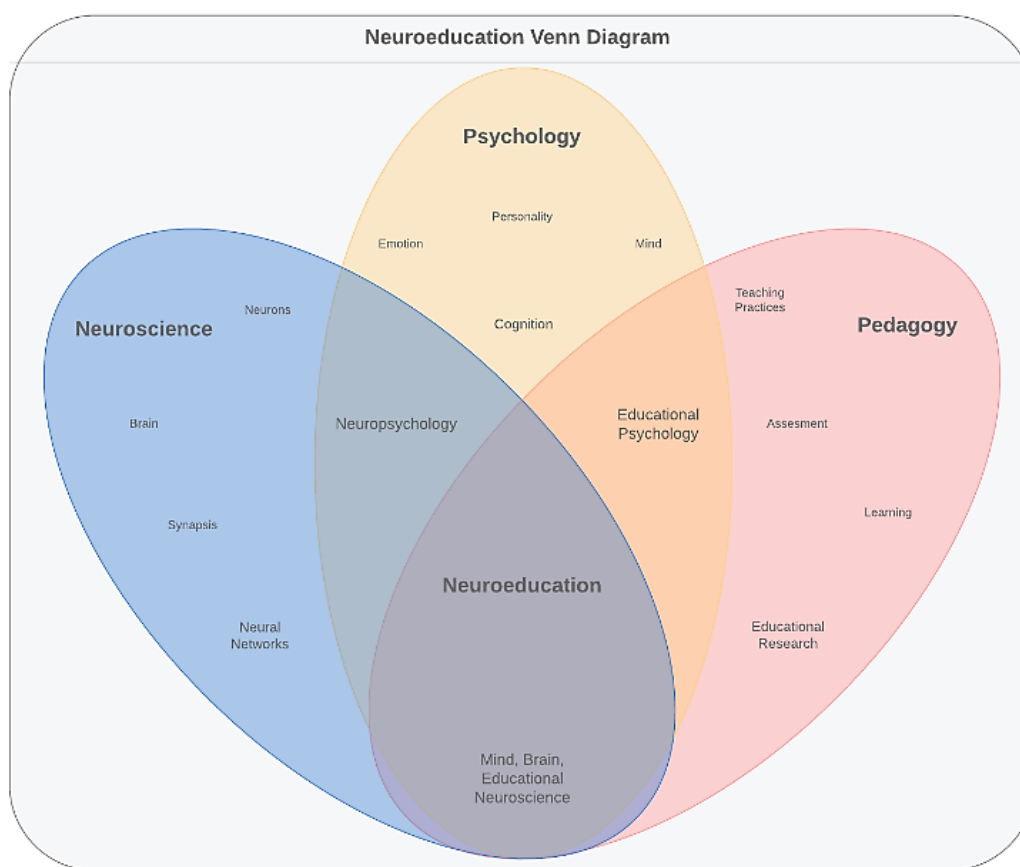 Neuroeducation Venn Diagram
Psychology
Personality
Emotion
Mind
Cognition
Neuroscience
Neurons
Brain
Synapsis
Neural
Networks
Neuropsychology
Educational
Psychology
Teaching
Practices
Pedagogy
Assesment
Learning
Educational
Research
Neuroeducation
Mind, Brain,
Educational
Neuroscience